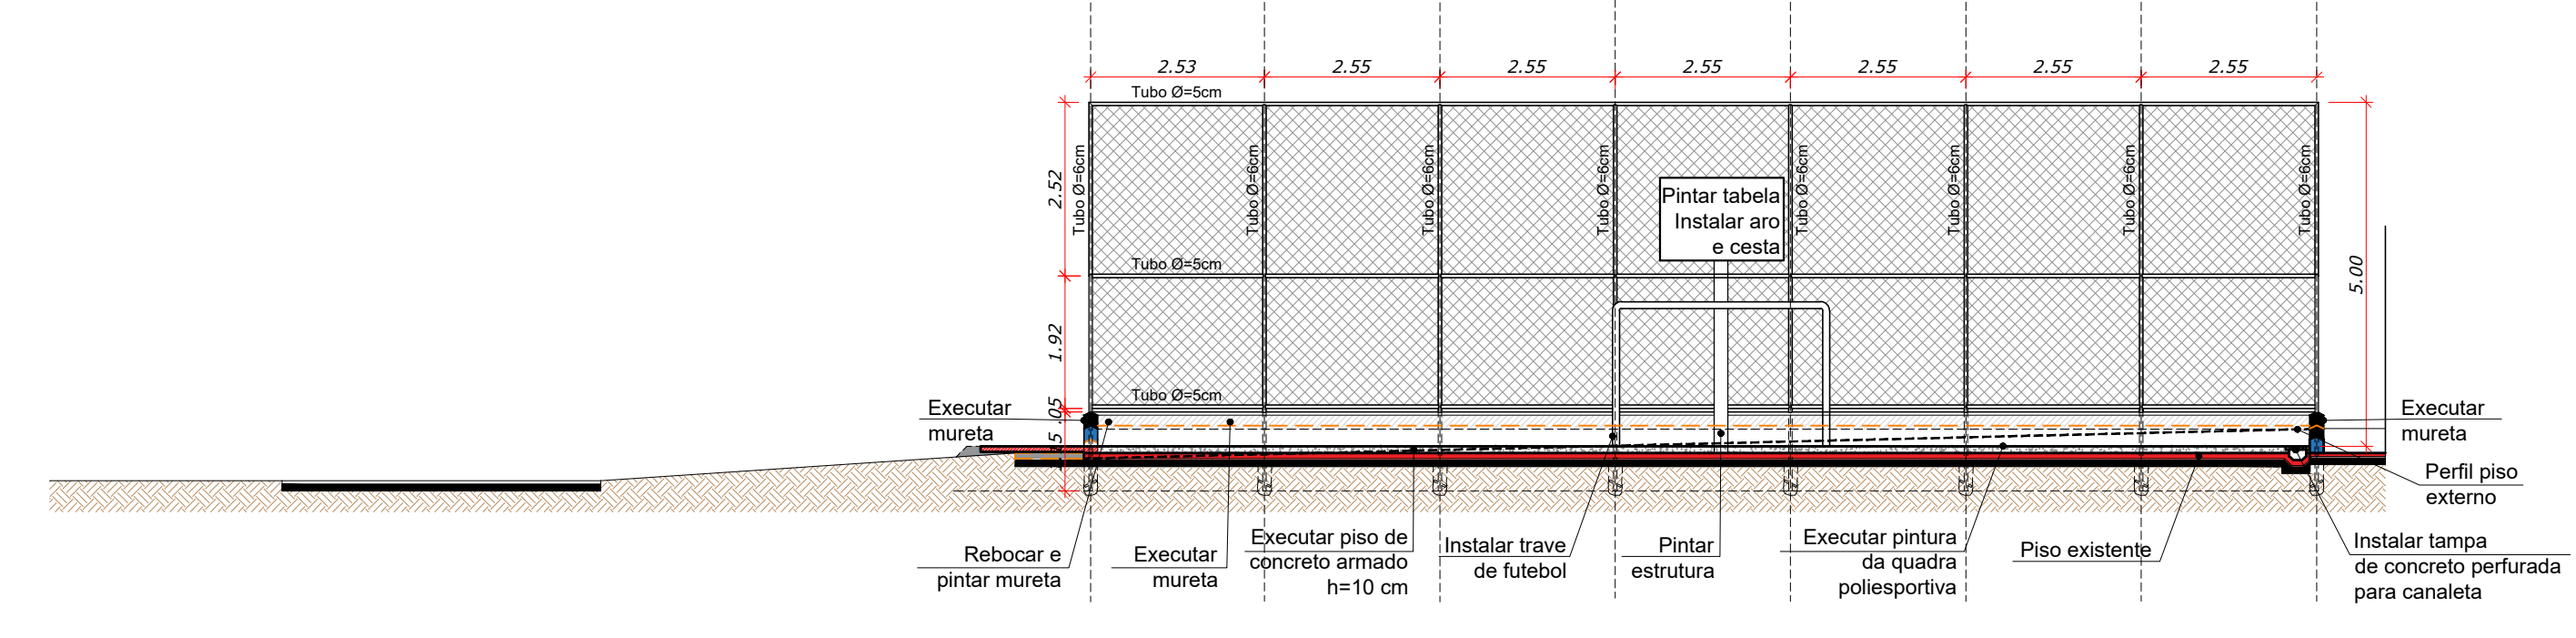 2.53
2.55
2.55
2.55
2.55
2.55
2.55
Tubo Ø=5cm
Tubo Ø=6cm
Tubo Ø=6cm
Tubo Ø=6cm
Tubo Ø=6cm
Tubo Ø=6cm
Tubo Ø=6cm
Tubo Ø=6cm
Tubo Ø=6cm
2.52
Pintar tabela
Instalar aro
e cesta
5.00
Tubo Ø=5cm
1.92
Tubo Ø=5cm
.05
Executar
mureta
Executar
mureta
Perfil piso
externo
Rebocar e
pintar mureta
Executar
mureta
Executar piso de
concreto armado
h=10 cm
Instalar trave
de futebol
Pintar
estrutura
Executar pintura
da quadra
poliesportiva
Piso existente
Instalar tampa
de concreto perfurada
para canaleta